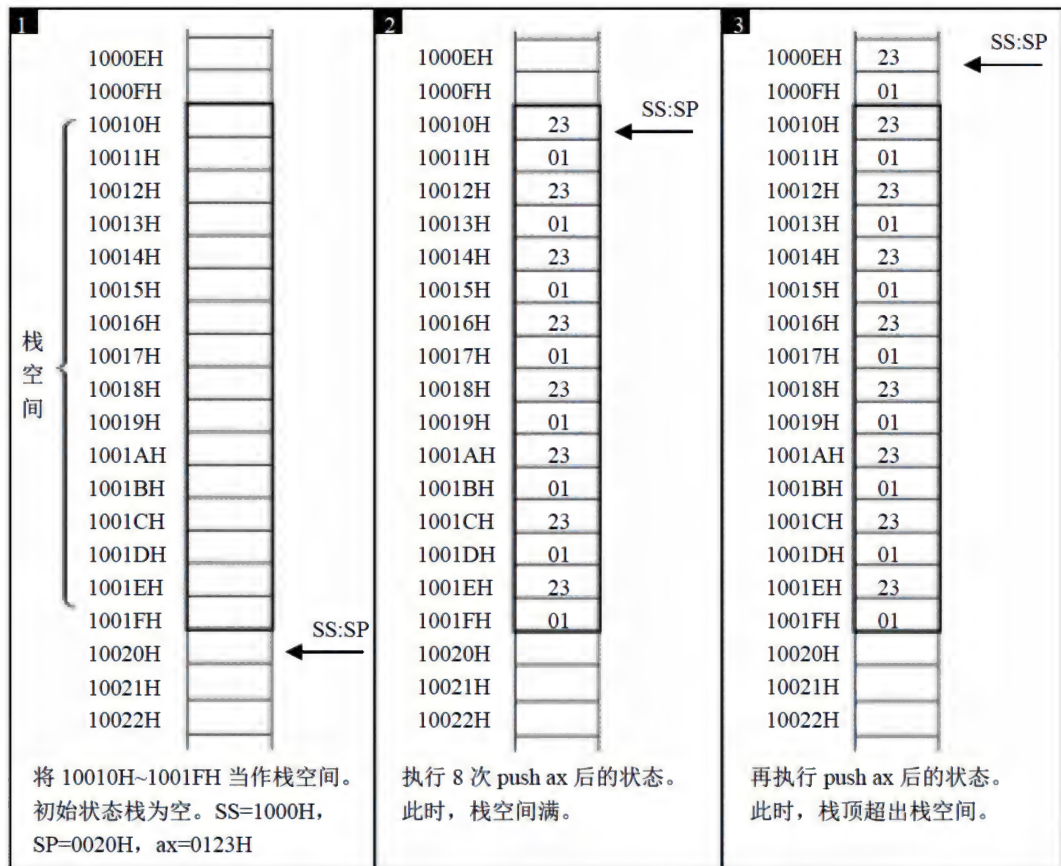 1
1000EH
1000FH
10010H
10011H
10012H
10013H
10014H
10015H
10016H
10017H
10018H
10019H
1001AH
1001BH
1001CH
1001DH
1001EH
1001FH
10020H
10021H
10022H
栈
空
间
SS:SP
将 10010H~1001FH 当作栈空间。
初始状态栈为空。SS=1000H，
SP=0020H，ax=0123H
2
1000EH
1000FH
10010H 23
10011H 01
10012H 23
10013H 01
10014H 23
10015H 01
10016H 23
10017H 01
10018H 23
10019H 01
1001AH 23
1001BH 01
1001CH 23
1001DH 01
1001EH 23
1001FH 01
10020H
10021H
10022H
SS:SP
执行 8 次 push ax 后的状态。
此时，栈空间满。
3
1000EH 23
1000FH 01
10010H 23
10011H 01
10012H 23
10013H 01
10014H 23
10015H 01
10016H 23
10017H 01
10018H 23
10019H 01
1001AH 23
1001BH 01
1001CH 23
1001DH 01
1001EH 23
1001FH 01
10020H
10021H
10022H
SS:SP
再执行 push ax 后的状态。
此时，栈顶超出栈空间。